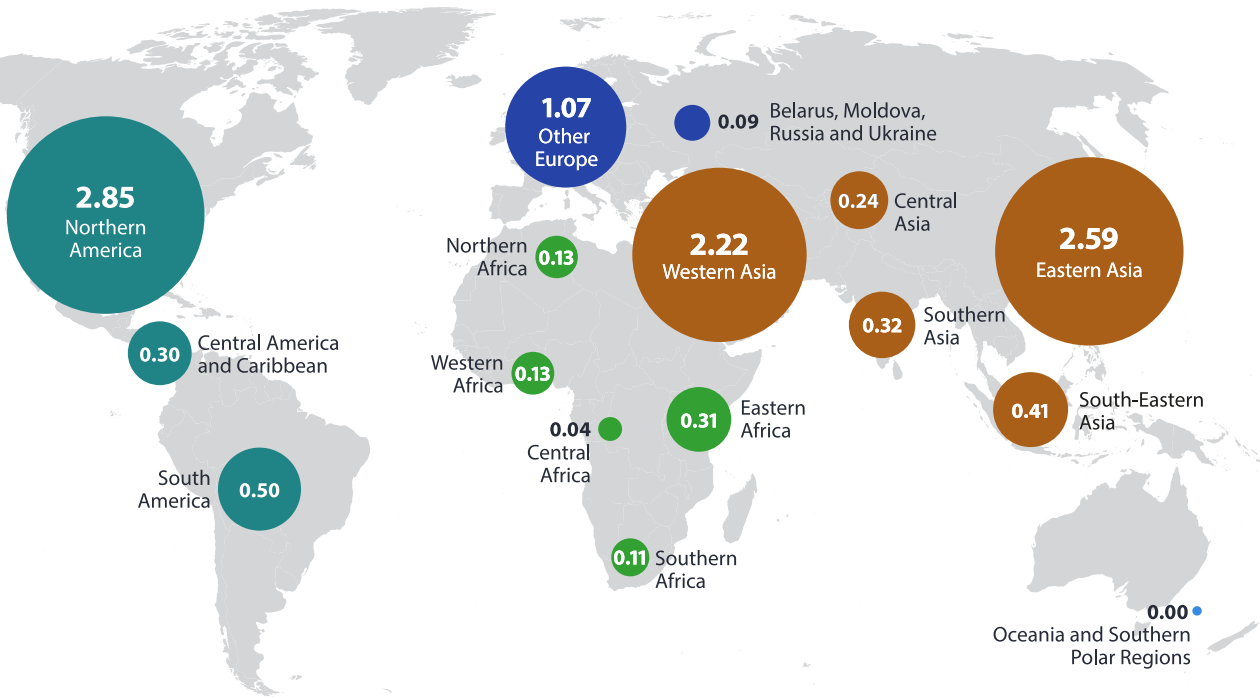 1.07
Other
Europe
0.09
Belarus, Moldova,
Russia and Ukraine
2.85
Northern
America
0.24
Central
Asia
2.22
Western Asia
2.59
Eastern Asia
Northern
Africa
0.13
0.32
Southern
Asia
0.30
Central America
and Caribbean
Western
Africa
0.13
0.31
Eastern
Africa
0.41
South-Eastern
Asia
0.04
Central
Africa
South
America
0.50
0.11
Southern
Africa
0.00
Oceania and Southern
Polar Regions